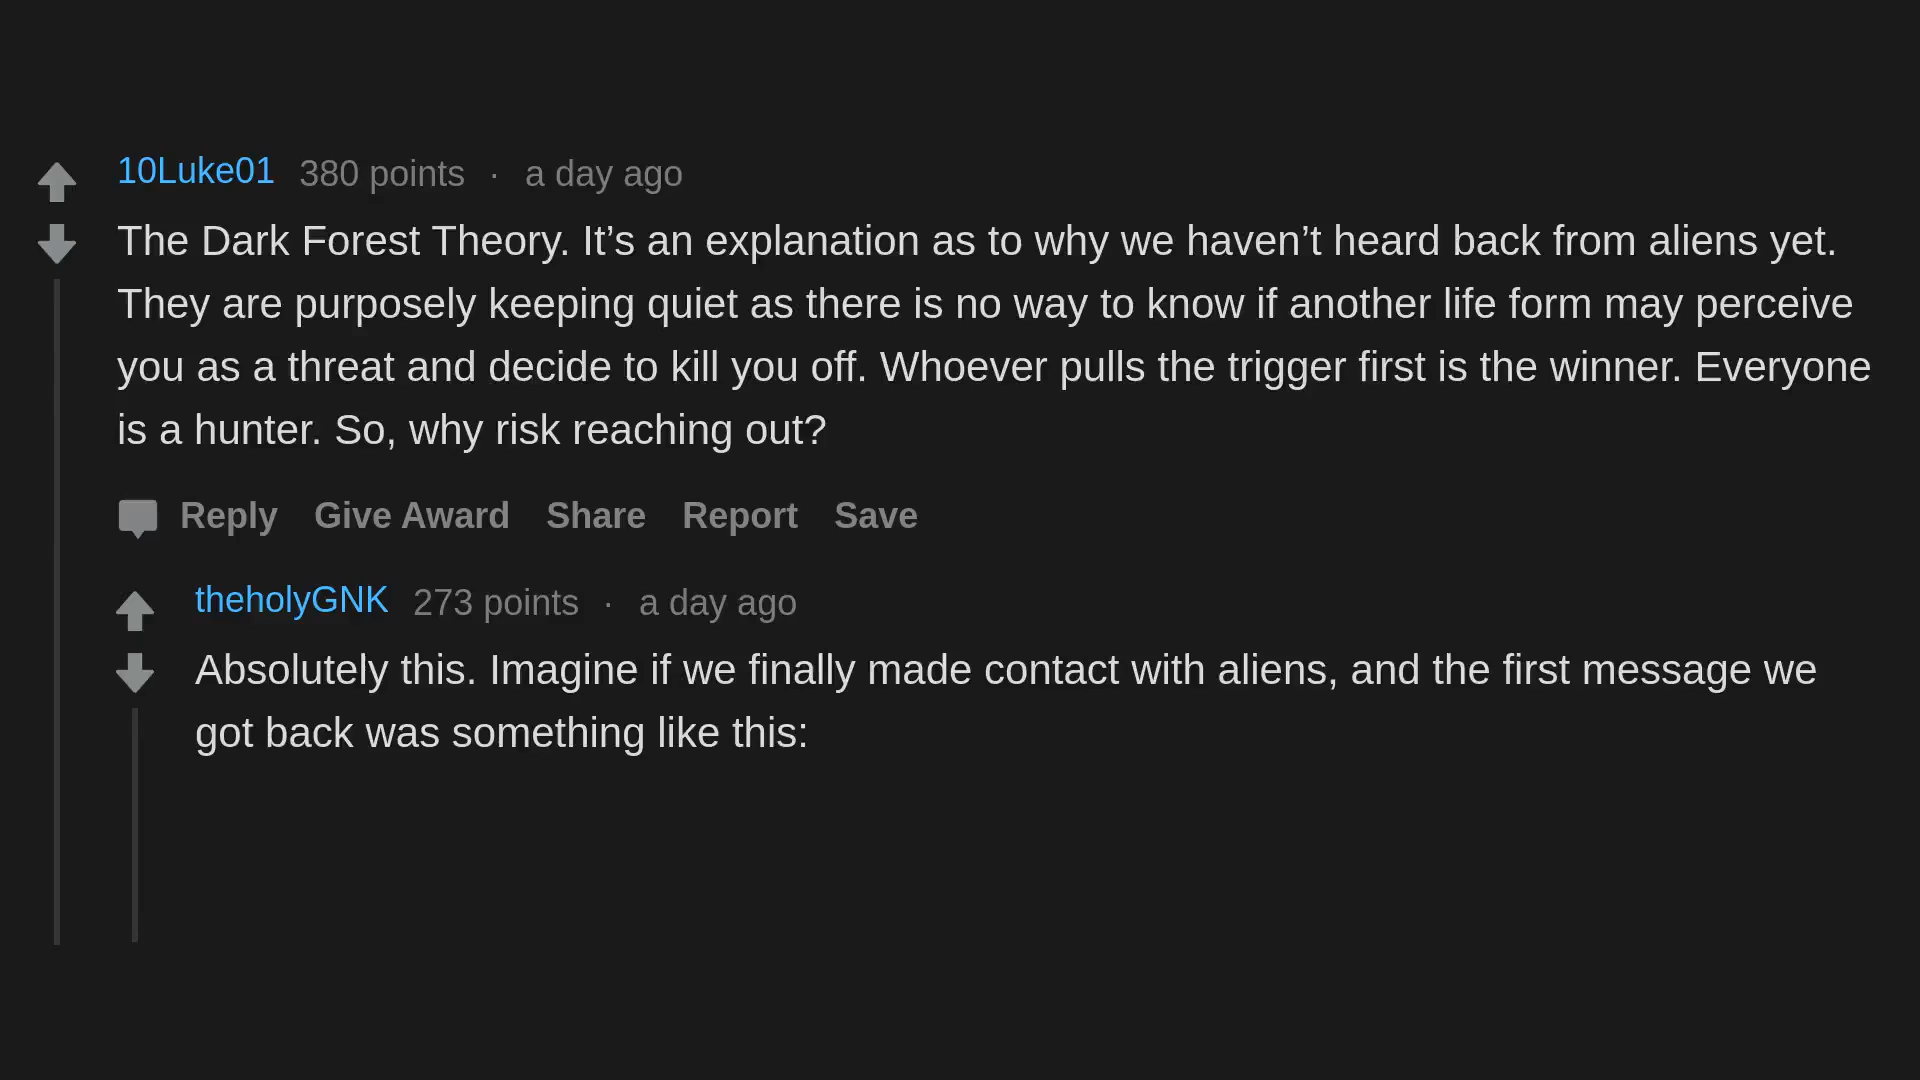 10Luke01 380 points · a day ago
The Dark Forest Theory. It’s an explanation as to why we haven’t heard back from aliens yet.
They are purposely keeping quiet as there is no way to know if another life form may perceive
you as a threat and decide to kill you off. Whoever pulls the trigger first is the winner. Everyone
is a hunter. So, why risk reaching out?
Reply Give Award Share Report Save
theholyGNK 273 points · a day ago
Absolutely this. Imagine if we finally made contact with aliens, and the first message we
got back was something like this: